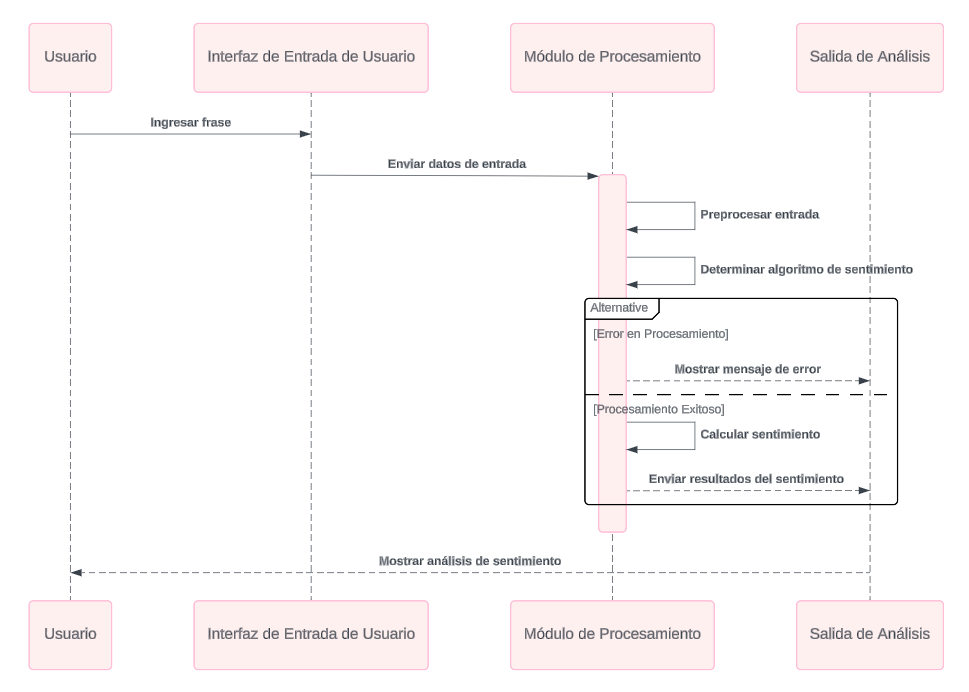 Usuario
Interfaz de Entrada de Usuario
Módulo de Procesamiento
Salida de Análisis
Ingresar frase
Enviar datos de entrada
Preprocesar entrada
Determinar algoritmo de sentimiento
Alternative
[Error en Procesamiento]
Mostrar mensaje de error
[Procesamiento Exitoso]
Calcular sentimiento
Enviar resultados del sentimiento
Mostrar análisis de sentimiento
Usuario
Interfaz de Entrada de Usuario
Módulo de Procesamiento
Salida de Análisis